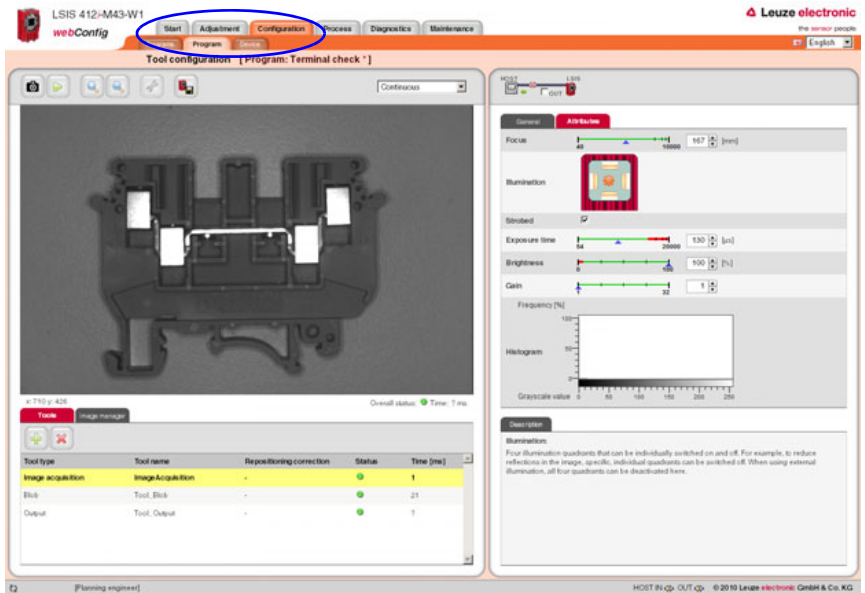 LSIS 412i-M43-W1
webConfig
Start Adjustment Configuration Process Diagnostics Maintenance
Program Device
Leuze electronic
the sensor people
English
Tool configuration [ Program: Terminal check * ]
Continuous
HOST LSIS
OUT
General Attributes
Focus 40 10000 167 [mm]
Illumination
Strobed
Exposure time 54 20000 130 [µs]
Brightness 0 100 100 [%]
Gain 1 32 1
Frequency [%]
100
50
0
Histogram
Grayscale value 0 50 100 150 200 250
x: 710 y: 426
Overall status: Time: ? ms
Tools Image manager
Tool type Tool name Repositioning correction Status Time [ms]
Image acquisition ImageAcquisition - 1
Blob Tool_Blob - 21
Output Tool_Output - ?
Description
Illumination:
Four illumination quadrants that can be individually switched on and off. For example, to reduce
reflections in the image, specific, individual quadrants can be switched off. When using external
illumination, all four quadrants can be deactivated here.
[Planning engineer]
HOST IN OUT © 2010 Leuze electronic GmbH & Co. KG